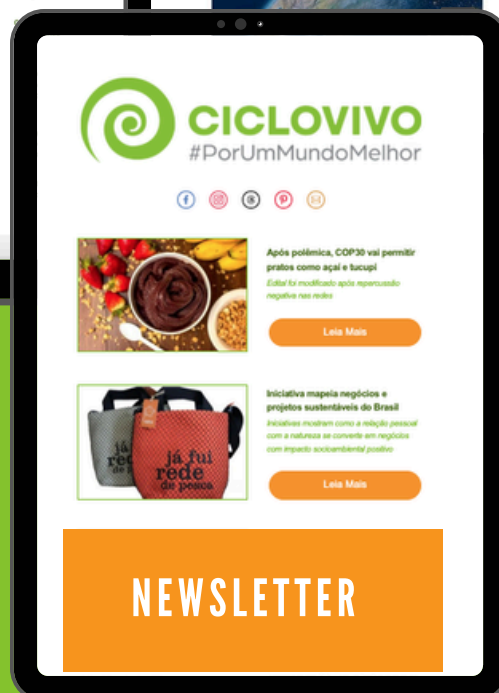 CICLOVIVO
#PorUmMundoMelhor
Após polêmica, COP30 vai permitir
pratos como açaí e tucupi
Edital foi modificado após repercussão
negativa nas redes
Leia Mais
Iniciativa mapeia negócios e
projetos sustentáveis do Brasil
Iniciativas mostram como a relação pessoal
com a natureza se converte em negócios
com impacto socioambiental positivo
Leia Mais
já
rede
já fui
rede
de pesca
NEWSLETTER